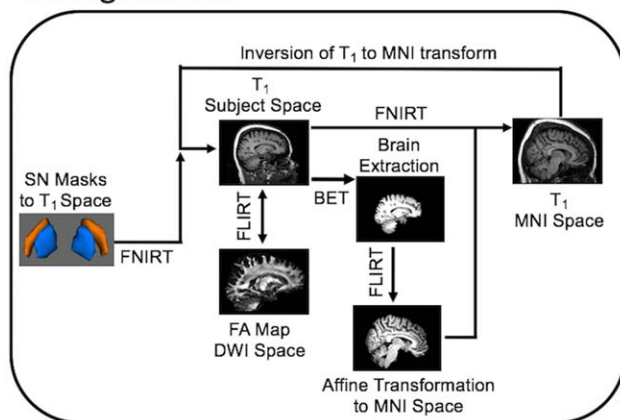 Inversion of T₁ to MNI transform
T₁
Subject Space
FNIRT
Brain
Extraction
SN Masks
to T₁ Space
BET
T₁
MNI Space
FNIRT
FLIRT
FLIRT
FA Map
DWI Space
Affine Transformation
to MNI Space